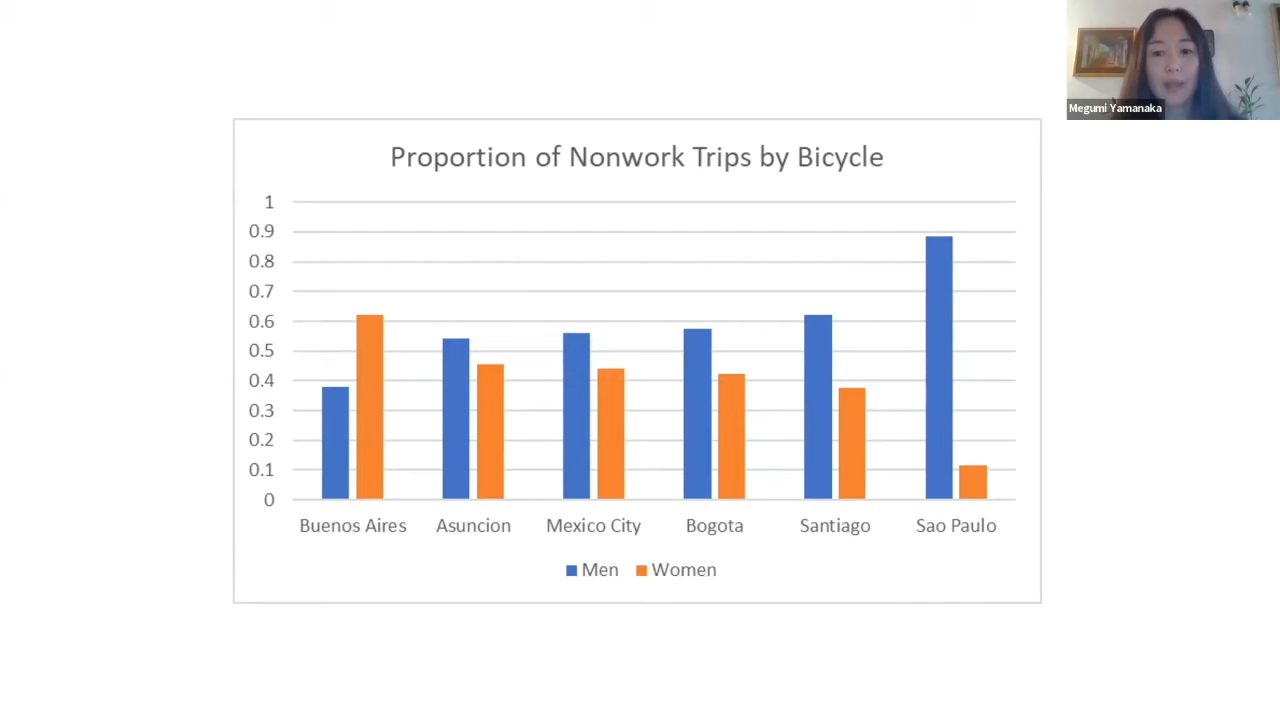 Megumi Yamanaka
Proportion of Nonwork Trips by Bicycle
1
0.9
0.8
0.7
0.6
0.5
0.4
0.3
0.2
0.1
0
Buenos Aires Asuncion Mexico City Bogota Santiago Sao Paulo
Men Women